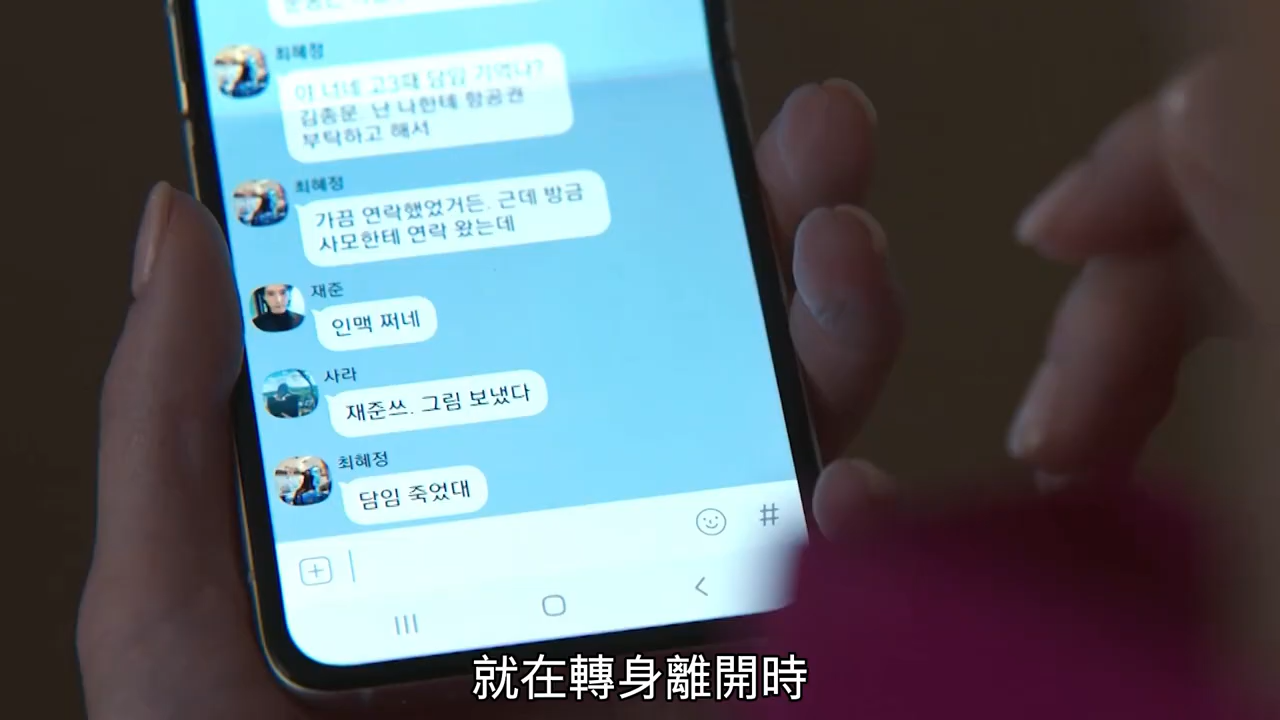 최혜정
야 너네 고3때 담임 기억나?
김종문. 난 나한테 항공권
부탁하고 해서
최혜정
가끔 연락했었거든. 근데 방금
사모한테 연락 왔는데
재준
인맥 쩌네
사라
재준쓰. 그림 보냈다
최혜정
담임 죽었대
就在轉身離開時